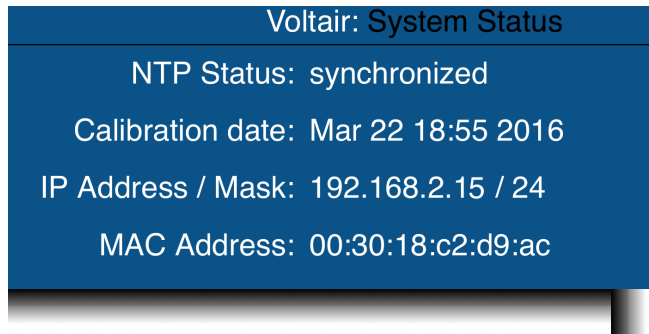 Voltair: System Status
NTP Status: synchronized
Calibration date: Mar 22 18:55 2016
IP Address / Mask: 192.168.2.15 / 24
MAC Address: 00:30:18:c2:d9:ac